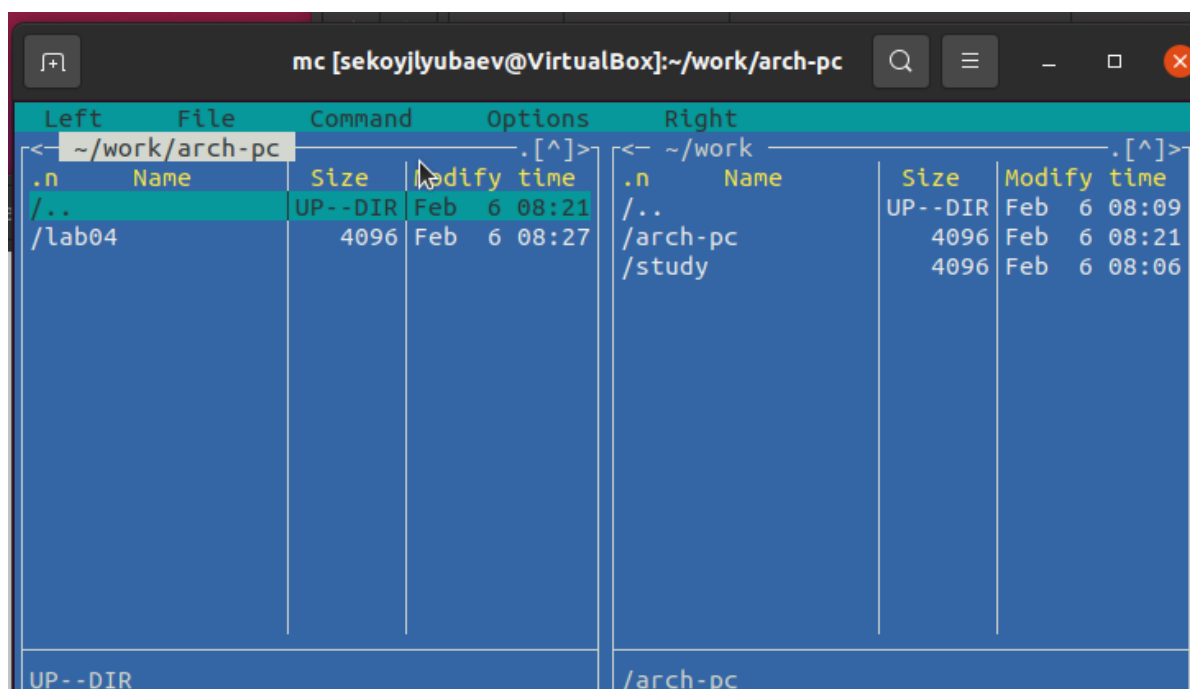 mc [sekoyjlyubaev@VirtualBox]:~/work/arch-pc
Left File Command Options Right
<- ~/work/arch-pc .[^]> <- ~/work .[^]>
.n Name Size Modify time .n Name Size Modify time
/.. UP--DIR Feb 6 08:21 /.. UP--DIR Feb 6 08:09
/lab04 4096 Feb 6 08:27 /arch-pc 4096 Feb 6 08:21
/study 4096 Feb 6 08:06
UP--DIR /arch-pc